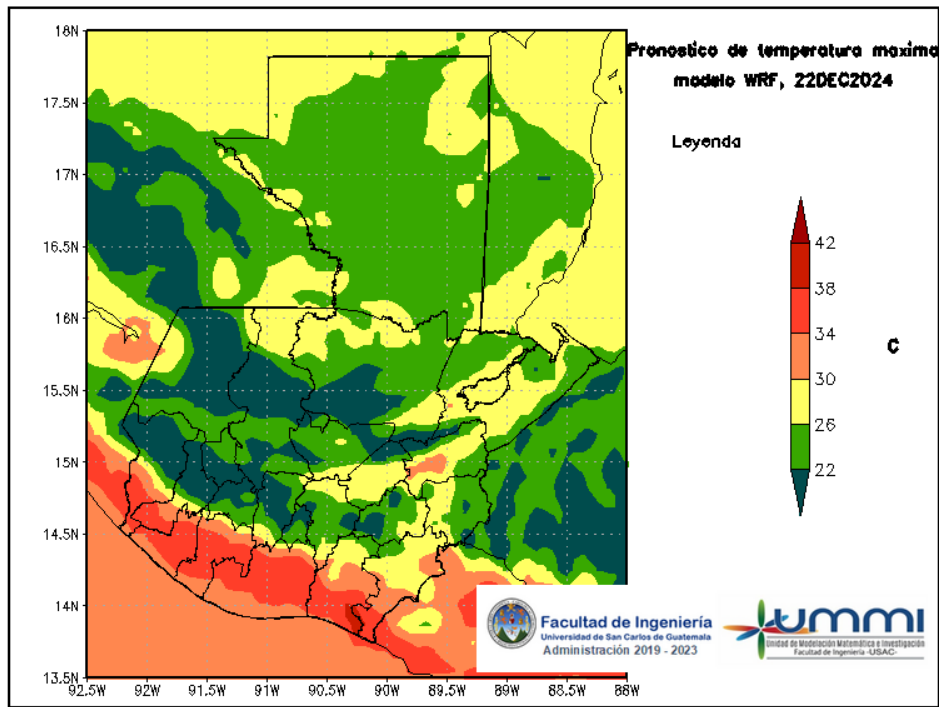 Pronostico de temperatura maxima
modelo WRF, 22DEC2024
Leyenda
18N
17.5N
17N
16.5N
16N
15.5N
15N
14.5N
14N
13.5N
92.5W 92W 91.5W 91W 90.5W 90W 89.5W 89W 88.5W 88W
42
38
34
30
26
22
C
Facultad de Ingeniería
Universidad de San Carlos de Guatemala
Administración 2019 - 2023
UMMI
Unidad de Modelación Matemática e Investigación
Facultad de Ingeniería -USAC-